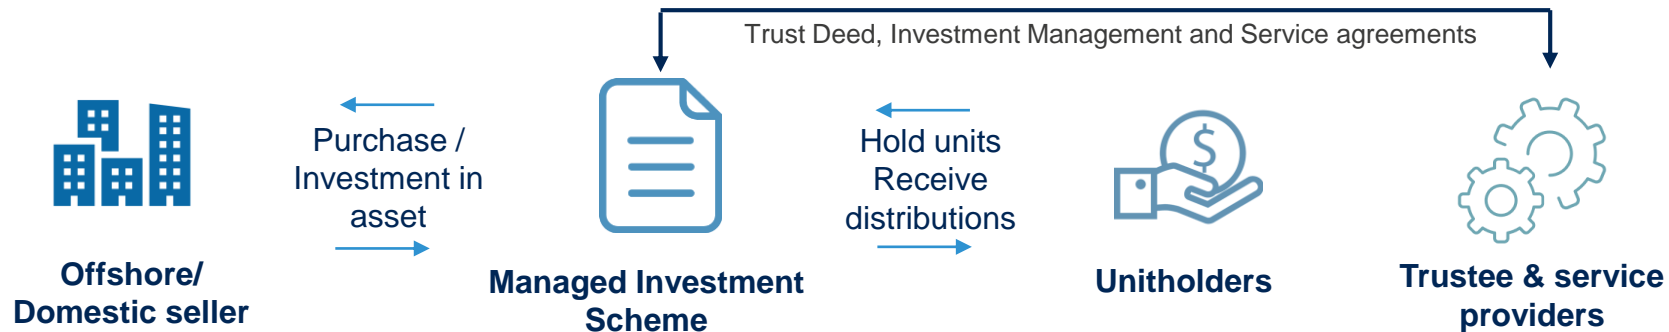 Trust Deed, Investment Management and Service agreements
Purchase /
Investment in
asset
Hold units
Receive
distributions
$
Offshore/
Domestic seller
Managed Investment
Scheme
Unitholders
Trustee & service
providers